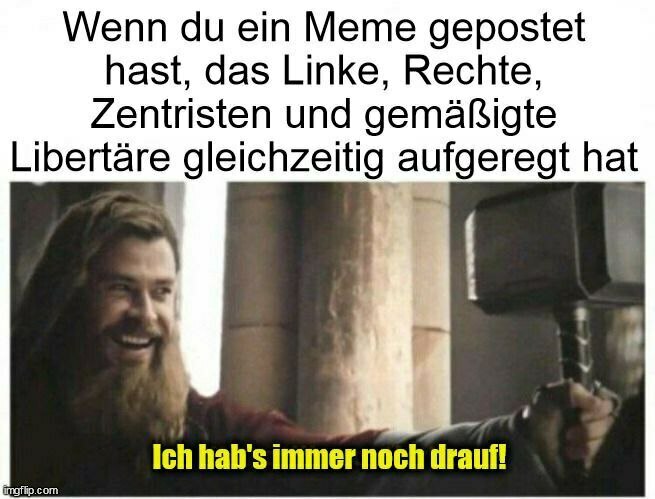 Wenn du ein Meme gepostet
hast, das Linke, Rechte,
Zentristen und gemäßigte
Libertäre gleichzeitig aufgeregt hat
Ich hab's immer noch drauf!
imgflip.com